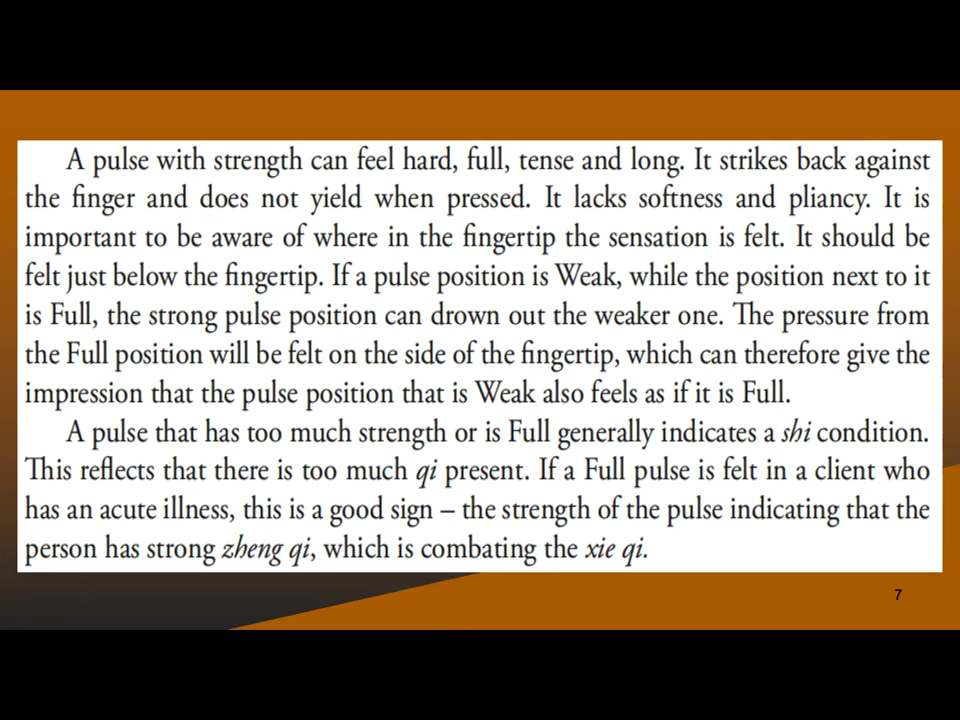 A pulse with strength can feel hard, full, tense and long. It strikes back against
the finger and does not yield when pressed. It lacks softness and pliancy. It is
important to be aware of where in the fingertip the sensation is felt. It should be
felt just below the fingertip. If a pulse position is Weak, while the position next to it
is Full, the strong pulse position can drown out the weaker one. The pressure from
the Full position will be felt on the side of the fingertip, which can therefore give the
impression that the pulse position that is Weak also feels as if it is Full.
A pulse that has too much strength or is Full generally indicates a shi condition.
This reflects that there is too much qi present. If a Full pulse is felt in a client who
has an acute illness, this is a good sign – the strength of the pulse indicating that the
person has strong zheng qi, which is combating the xie qi.
7